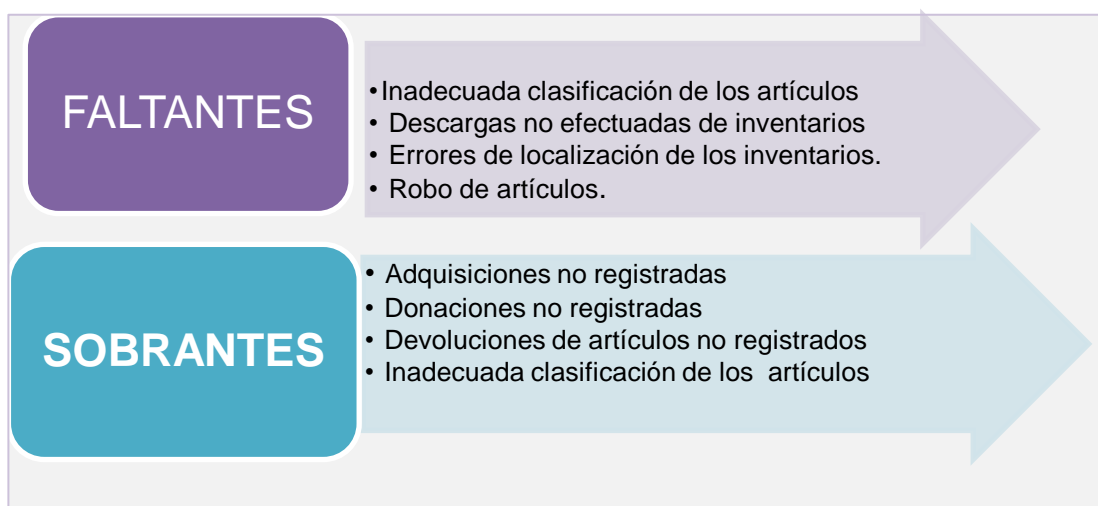 FALTANTES
•Inadecuada clasificación de los artículos
• Descargas no efectuadas de inventarios
• Errores de localización de los inventarios.
• Robo de artículos.
SOBRANTES
• Adquisiciones no registradas
• Donaciones no registradas
• Devoluciones de artículos no registrados
• Inadecuada clasificación de los artículos